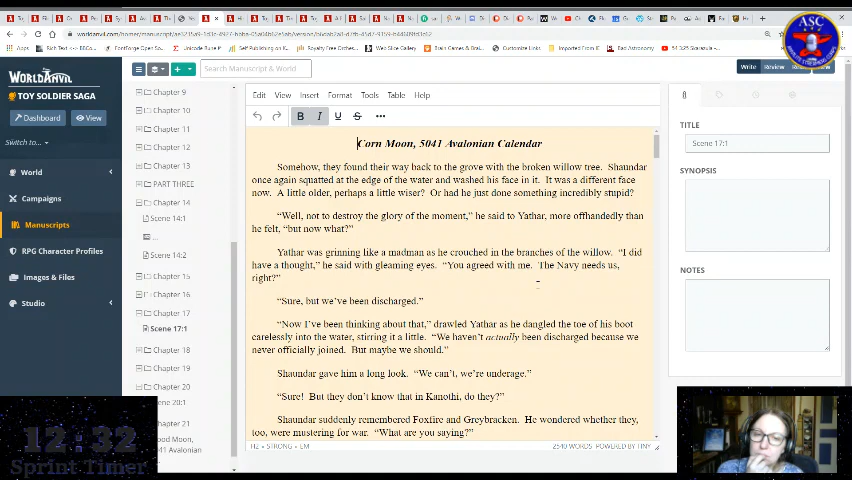 WORLDANVIL
TOY SOLDIER SAGA
Dashboard
View
Switch to...
World
Campaigns
Manuscripts
RPG Character Profiles
Images & Files
Studio
Search Manuscript & World
Chapter 9
Chapter 10
Chapter 11
Chapter 12
Chapter 13
PART THREE
Chapter 14
Scene 14:1
...
Scene 14:2
Chapter 15
Chapter 16
Chapter 17
Scene 17:1
Chapter 18
Chapter 19
Chapter 20
Edit View Insert Format Tools Table Help
Corn Moon, 5041 Avalonian Calendar
Somehow, they found their way back to the grove with the broken willow tree. Shaundar
once again squatted at the edge of the water and washed his face in it. It was a different face
now. A little older, perhaps a little wiser? Or had he just done something incredibly stupid?
“Well, not to destroy the glory of the moment,” he said to Yathar, more offhandedly than
he felt, “but now what?”
Yathar was grinning like a madman as he crouched in the branches of the willow. “I did
have a thought,” he said with gleaming eyes. “You agreed with me. The Navy needs us,
right?”
“Sure, but we’ve been discharged.”
“Now I’ve been thinking about that,” drawled Yathar as he dangled the toe of his boot
carelessly into the water, stirring it a little. “We haven’t actually been discharged because we
never officially joined. But maybe we should.”
Shaundar gave him a long look. “We can’t, we’re underage.”
“Sure! But they don’t know that in Kanothi, do they?”
Shaundar suddenly remembered Foxfire and Greybracken. He wondered whether they,
too, were mustering for war. “What are you saying?”
H2 » STRONG » EM
2540 WORDS POWERED BY TINY
ASC
Write Review
TITLE
Scene 17:1
SYNOPSIS
NOTES
12:32
Sprint Timer